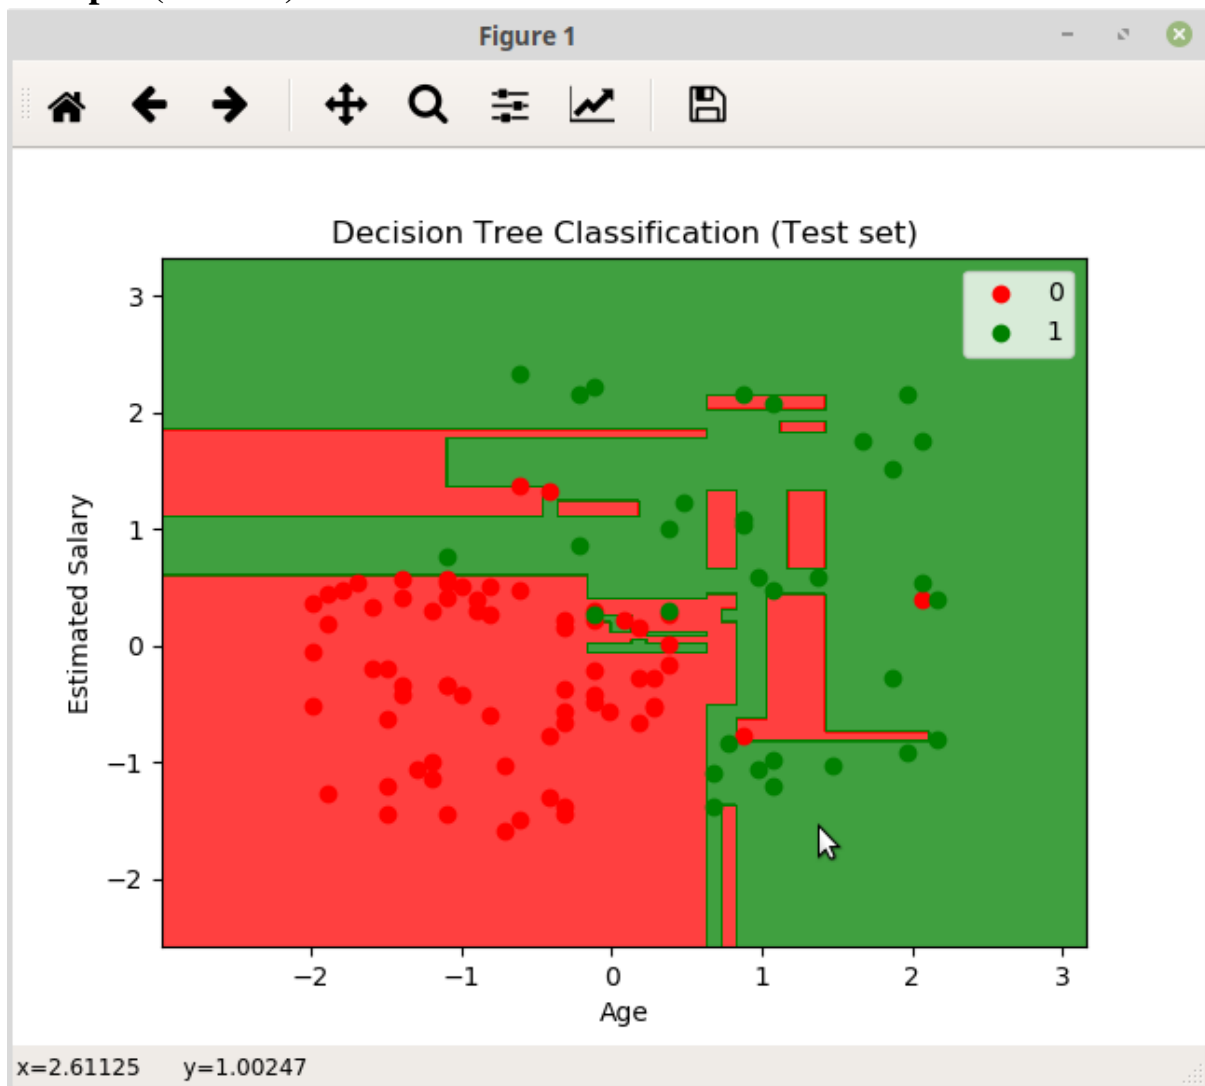 Figure 1
Decision Tree Classification (Test set)
0
1
3
2
1
0
−1
−2
Estimated Salary
−2 −1 0 1 2 3
Age
x=2.61125 y=1.00247